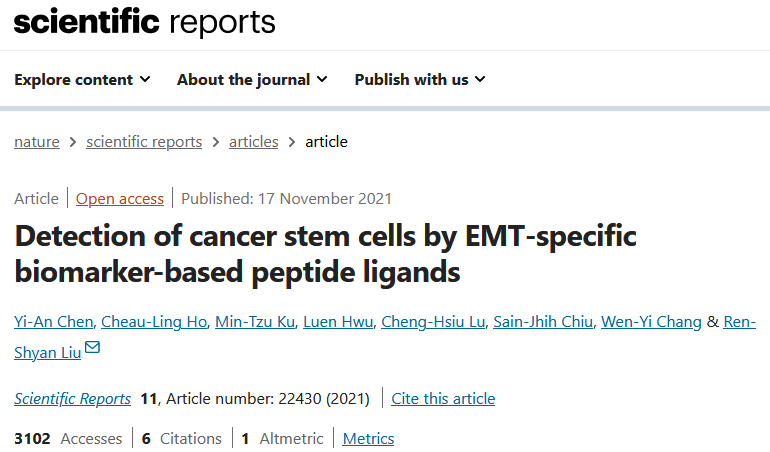 scientific reports
Explore content About the journal Publish with us
nature scientific reports articles article
Article Open access Published: 17 November 2021
Detection of cancer stem cells by EMT-specific
biomarker-based peptide ligands
Yi-An Chen, Cheau-Ling Ho, Min-Tzu Ku, Luen Hwu, Cheng-Hsiu Lu, Sain-Jhih Chiu, Wen-Yi Chang & Ren-
Shyan Liu
Scientific Reports 11, Article number: 22430 (2021) Cite this article
3102 Accesses 6 Citations 1 Altmetric Metrics